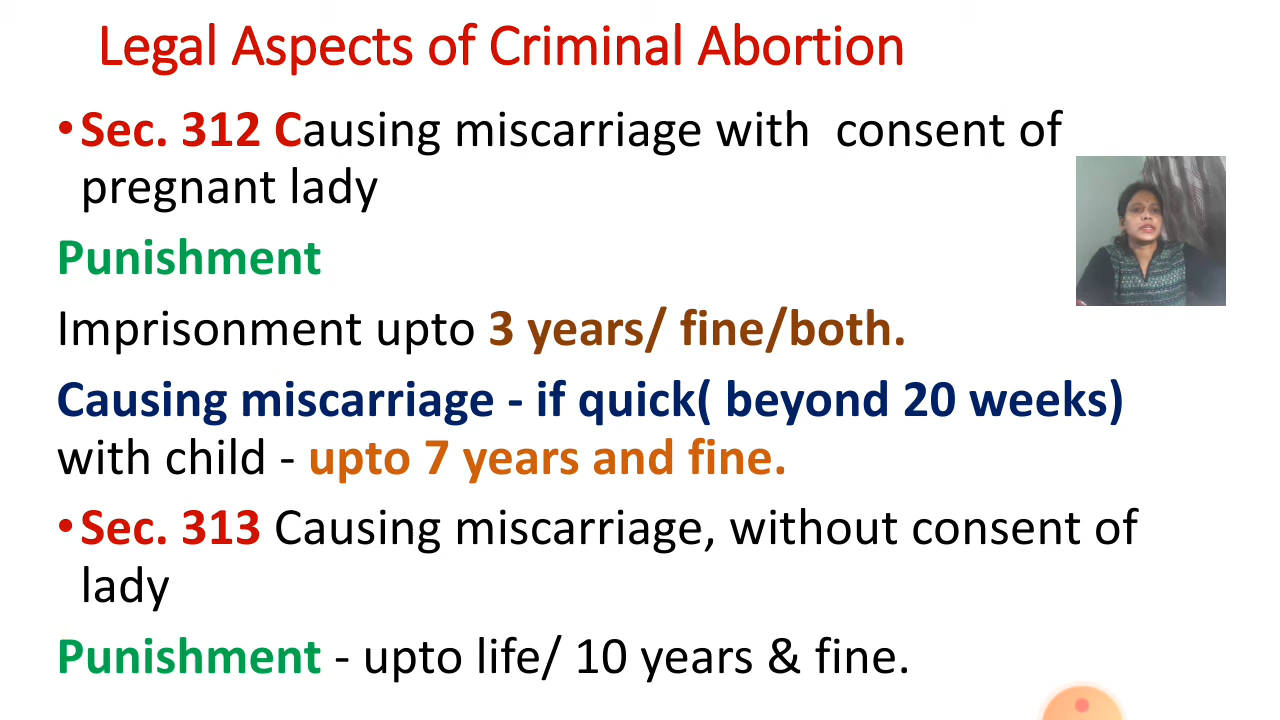 Legal Aspects of Criminal Abortion
•Sec. 312 Causing miscarriage with consent of
pregnant lady
Punishment
Imprisonment upto 3 years/ fine/both.
Causing miscarriage - if quick( beyond 20 weeks)
with child - upto 7 years and fine.
•Sec. 313 Causing miscarriage, without consent of
lady
Punishment - upto life/ 10 years & fine.